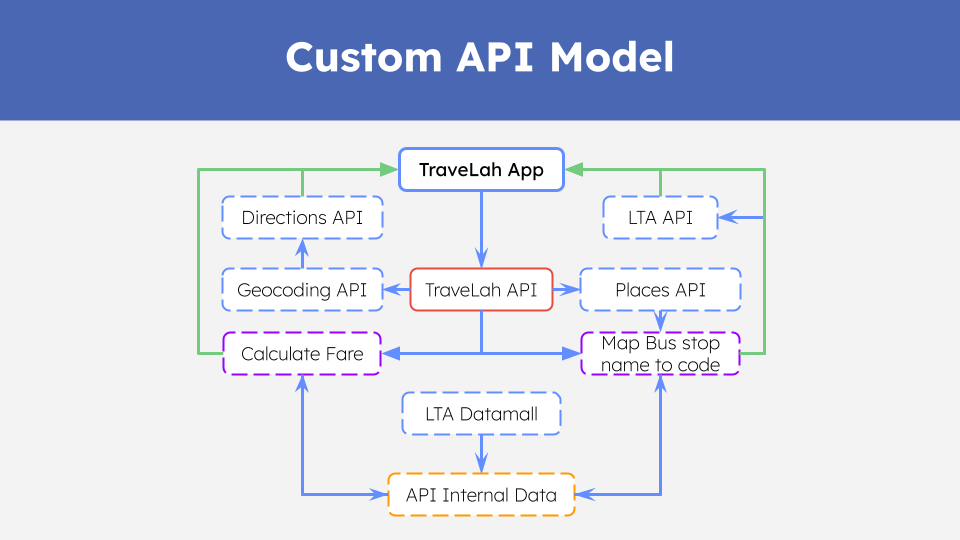 Custom API Model
TraveLah App
Directions API
LTA API
Geocoding API
TraveLah API
Places API
Calculate Fare
Map Bus stop
name to code
LTA Datamall
API Internal Data